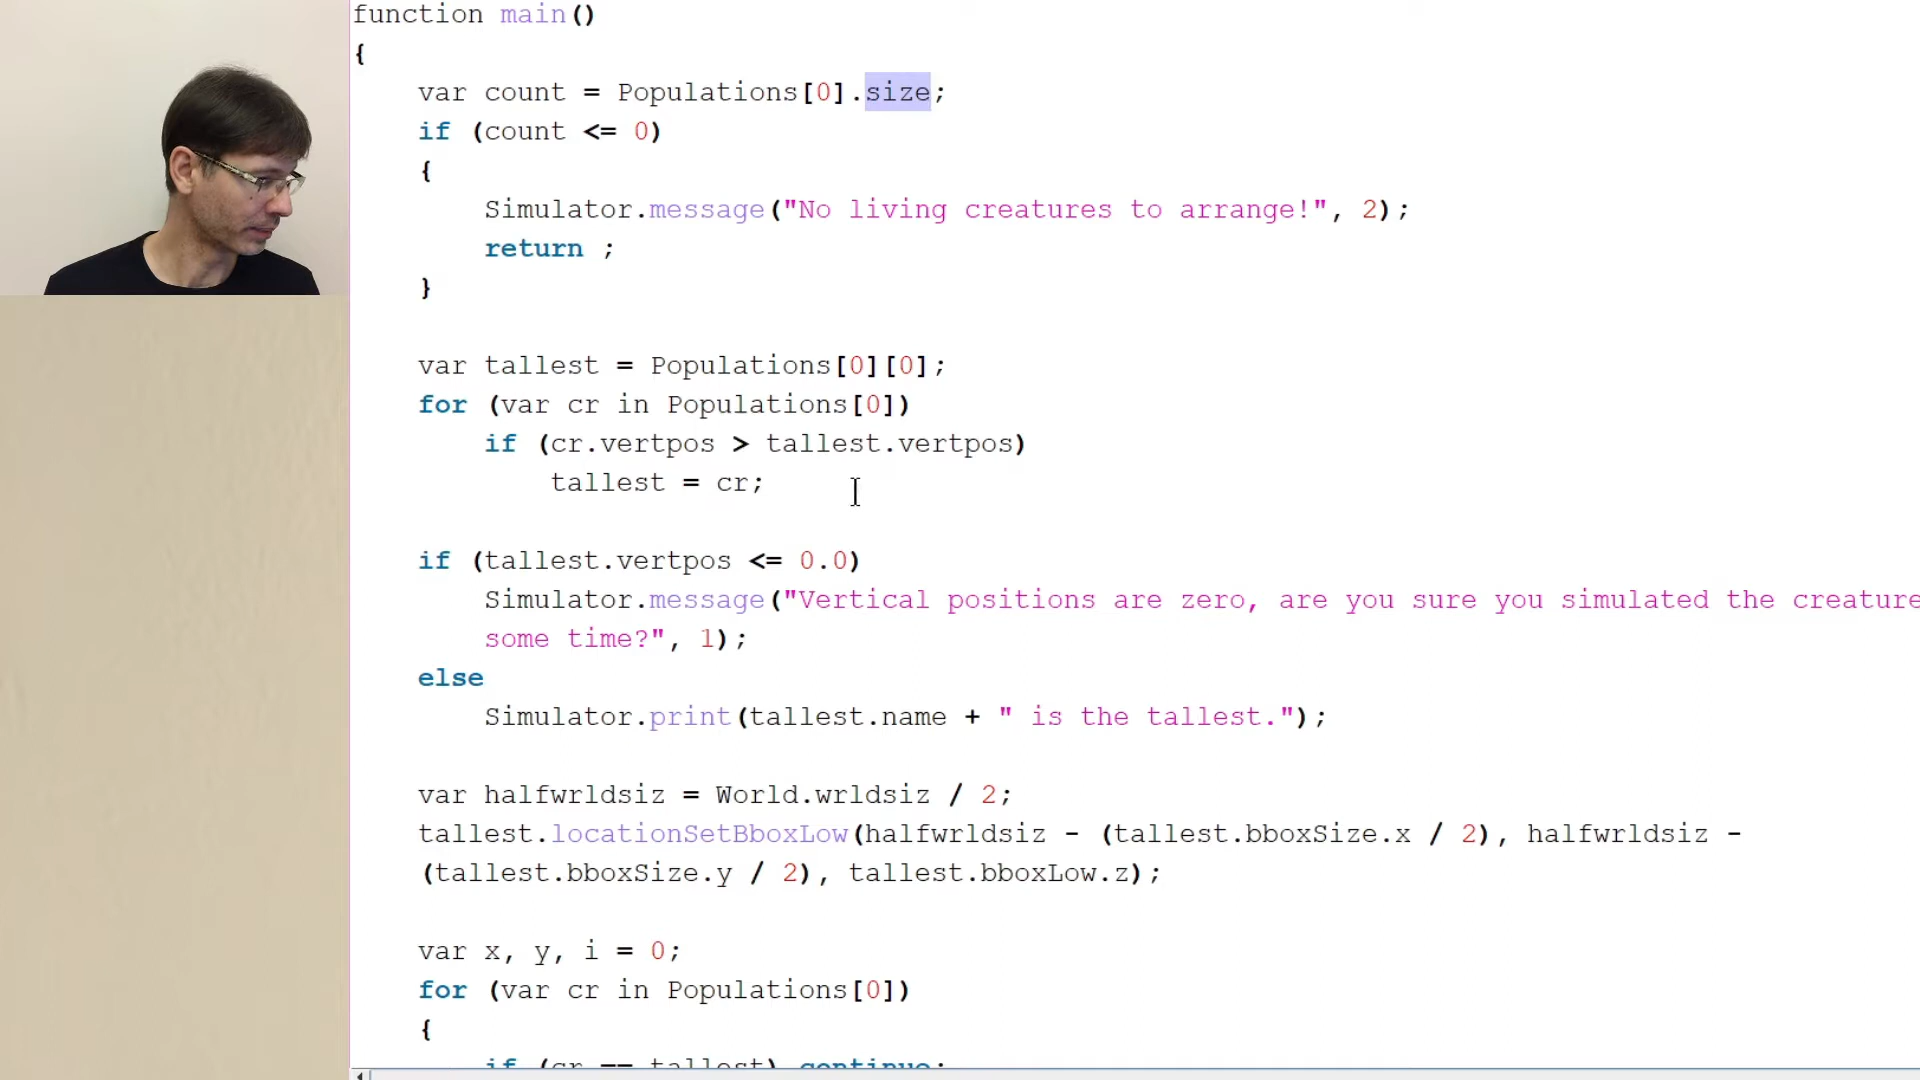 function main()
{
var count = Populations[0].size;
if (count <= 0)
{
Simulator.message("No living creatures to arrange!", 2);
return ;
}
var tallest = Populations[0][0];
for (var cr in Populations[0])
if (cr.vertpos > tallest.vertpos)
tallest = cr;
if (tallest.vertpos <= 0.0)
Simulator.message("Vertical positions are zero, are you sure you simulated the creature
some time?", 1);
else
Simulator.print(tallest.name + " is the tallest.");
var halfwrldsiz = World.wrldsiz / 2;
tallest.locationSetBboxLow(halfwrldsiz - (tallest.bboxSize.x / 2), halfwrldsiz -
(tallest.bboxSize.y / 2), tallest.bboxLow.z);
var x, y, i = 0;
for (var cr in Populations[0])
{
if (cr == tallest) continue;